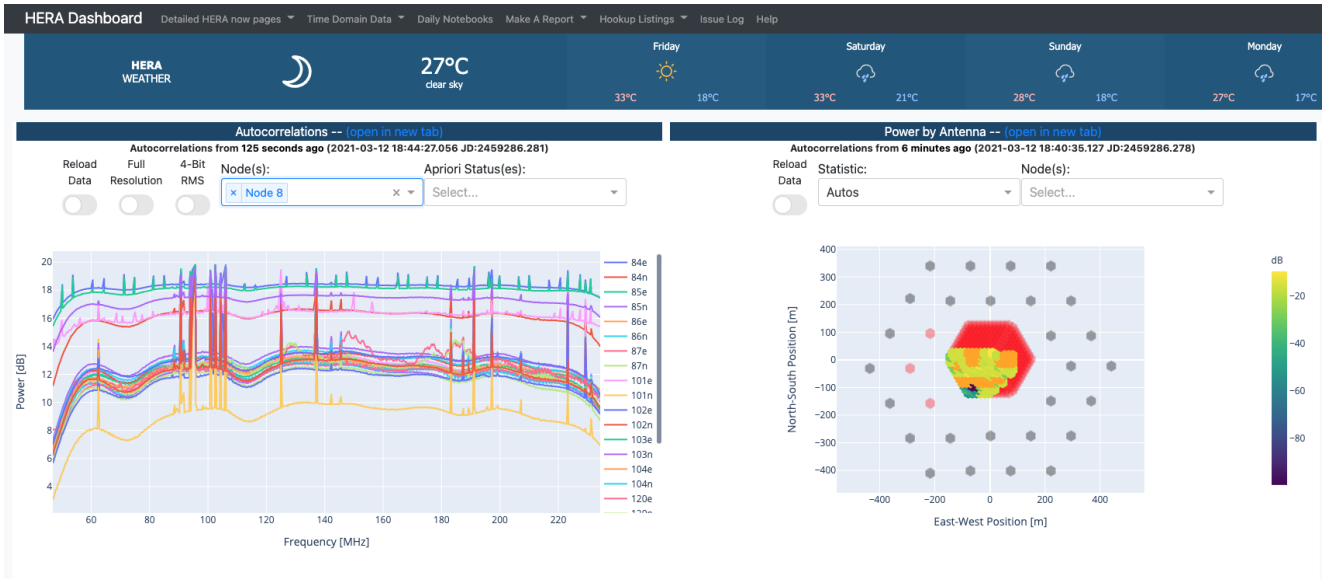 HERA Dashboard Detailed HERA now pages Time Domain Data Daily Notebooks Make A Report Hookup Listings Issue Log Help
HERA
WEATHER
27°C
clear sky
Friday
33°C 18°C
Saturday
33°C 21°C
Sunday
28°C 18°C
Monday
27°C 17°C
Autocorrelations -- (open in new tab)
Autocorrelations from 125 seconds ago (2021-03-12 18:44:27.056 JD:2459286.281)
Reload Data
Full Resolution
4-Bit RMS
Node(s):
× Node 8 ×
Apriori Status(es):
Select...
20
18
16
14
12
10
8
6
4
Power [dB]
60 80 100 120 140 160 180 200 220
Frequency [MHz]
84e
84n
85e
85n
86e
86n
87e
87n
101e
101n
102e
102n
103e
103n
104e
104n
120e
Power by Antenna -- (open in new tab)
Autocorrelations from 6 minutes ago (2021-03-12 18:40:35.127 JD:2459286.278)
Reload Data
Statistic:
Autos
Node(s):
Select...
400
300
200
100
0
−100
−200
−300
−400
North-South Position [m]
−400 −200 0 200 400
East-West Position [m]
dB
−20
−40
−60
−80